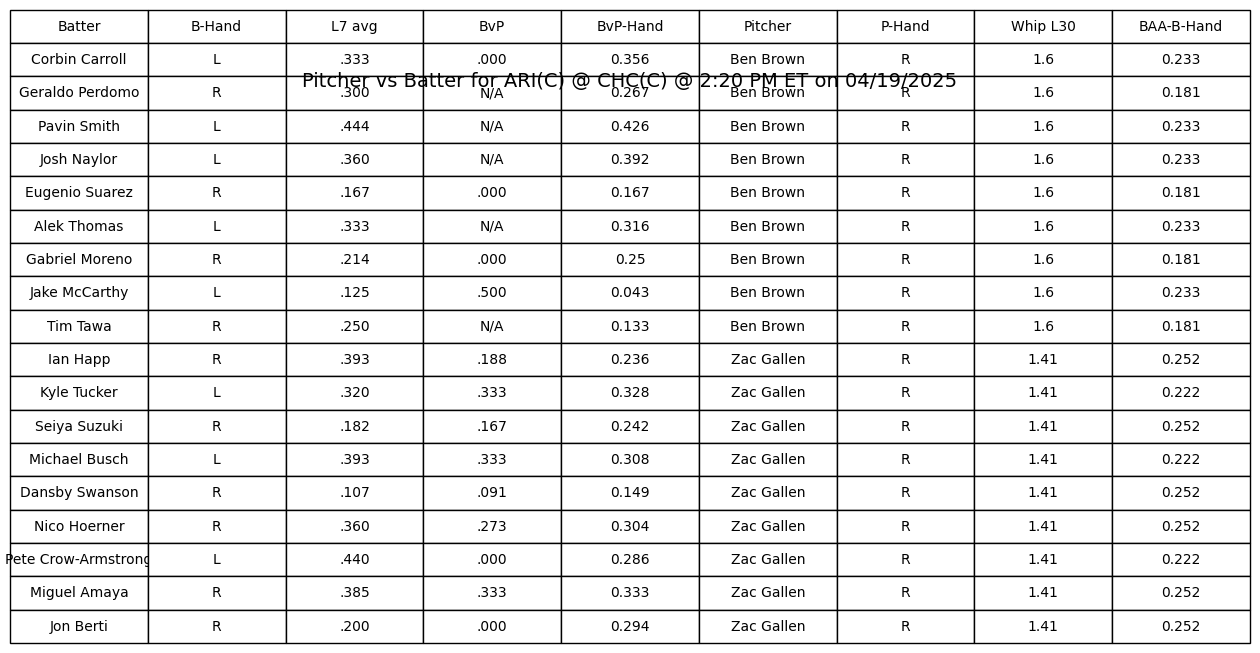 Batter B-Hand L7 avg BvP BvP-Hand Pitcher P-Hand Whip L30 BAA-B-Hand
Corbin Carroll L .333 .000 0.356 Ben Brown R 1.6 0.233
Pitcher vs Batter for ARI(C) @ CHC(C) @ 2:20 PM ET on 04/19/2025
Geraldo Perdomo R .300 N/A 0.267 Ben Brown R 1.6 0.181
Pavin Smith L .444 N/A 0.426 Ben Brown R 1.6 0.233
Josh Naylor L .360 N/A 0.392 Ben Brown R 1.6 0.233
Eugenio Suarez R .167 .000 0.167 Ben Brown R 1.6 0.181
Alek Thomas L .333 N/A 0.316 Ben Brown R 1.6 0.233
Gabriel Moreno R .214 .000 0.25 Ben Brown R 1.6 0.181
Jake McCarthy L .125 .500 0.043 Ben Brown R 1.6 0.233
Tim Tawa R .250 N/A 0.133 Ben Brown R 1.6 0.181
Ian Happ R .393 .188 0.236 Zac Gallen R 1.41 0.252
Kyle Tucker L .320 .333 0.328 Zac Gallen R 1.41 0.222
Seiya Suzuki R .182 .167 0.242 Zac Gallen R 1.41 0.252
Michael Busch L .393 .333 0.308 Zac Gallen R 1.41 0.222
Dansby Swanson R .107 .091 0.149 Zac Gallen R 1.41 0.252
Nico Hoerner R .360 .273 0.304 Zac Gallen R 1.41 0.252
Pete Crow-Armstrong L .440 .000 0.286 Zac Gallen R 1.41 0.222
Miguel Amaya R .385 .333 0.333 Zac Gallen R 1.41 0.252
Jon Berti R .200 .000 0.294 Zac Gallen R 1.41 0.252